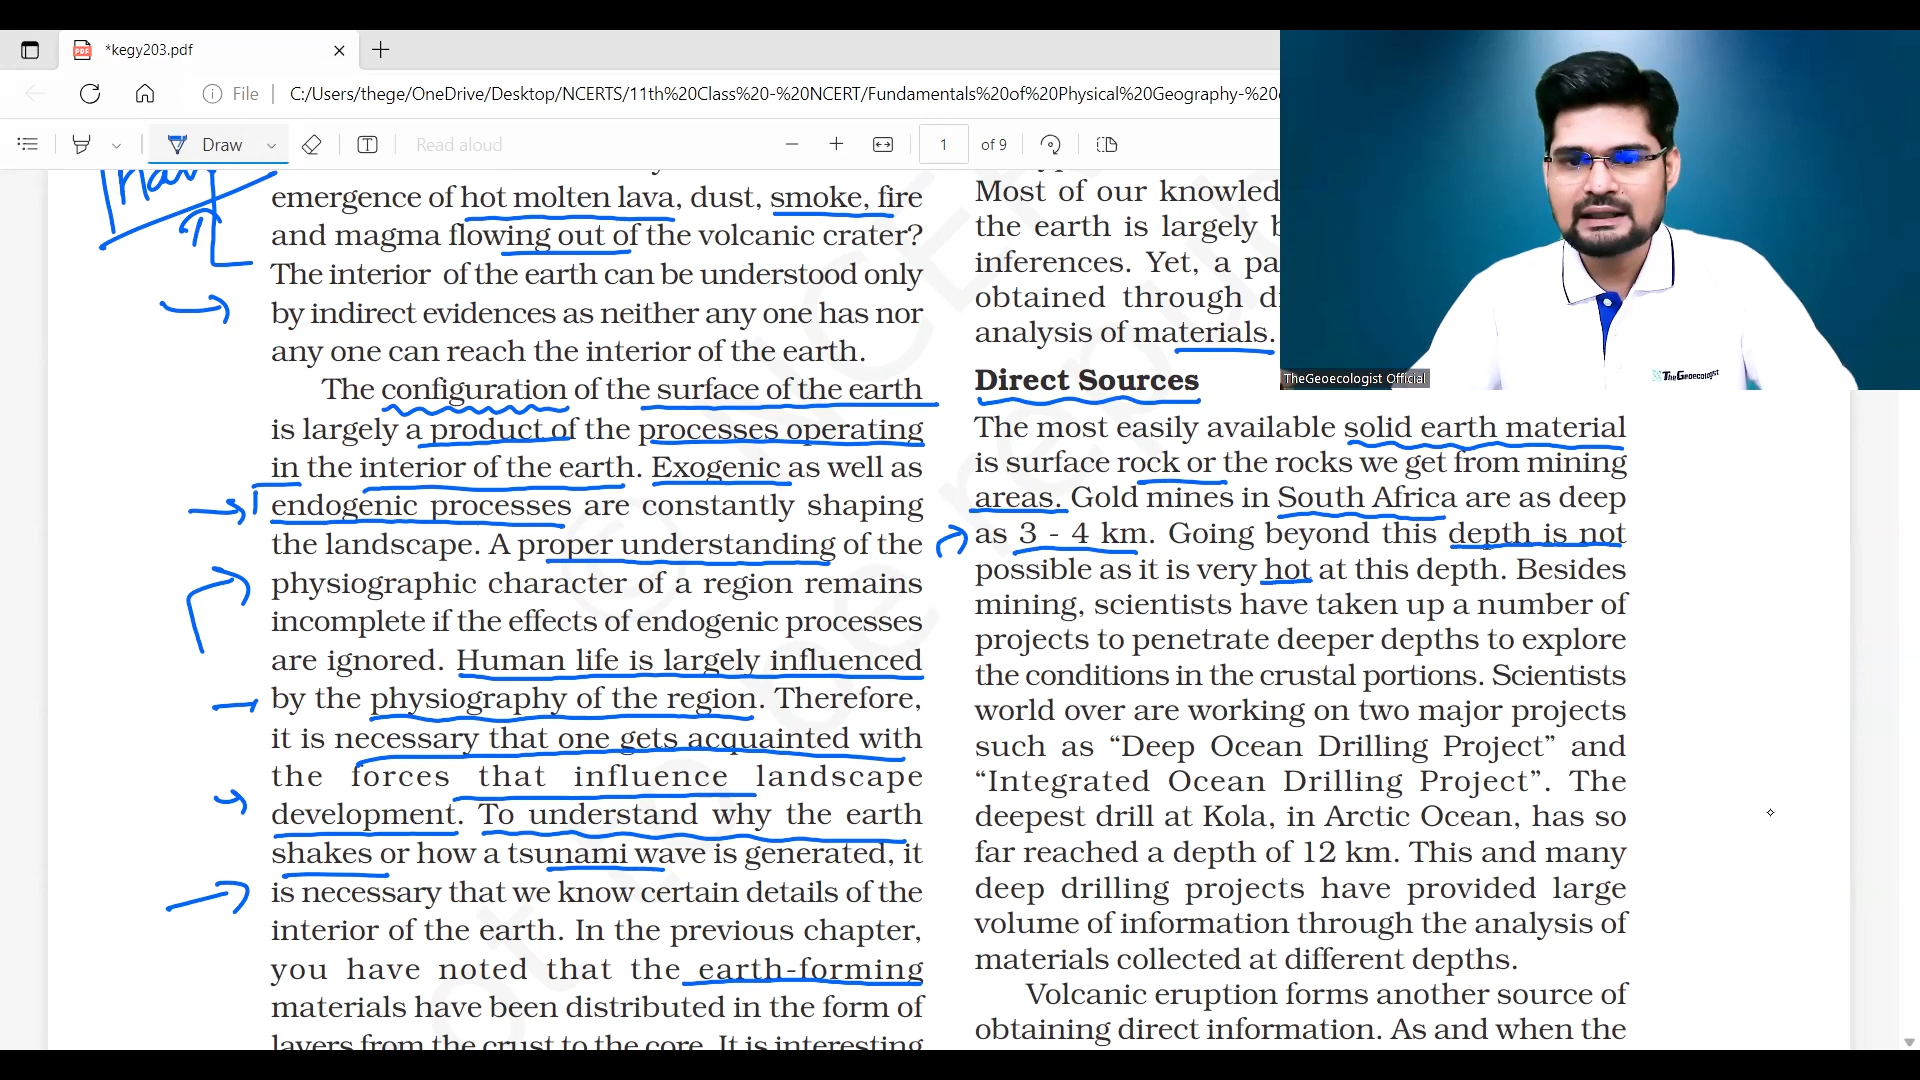 *kegy203.pdf
File
C:/Users/thege/OneDrive/Desktop/NCERTS/11th%20Class%20-%20NCERT/Fundamentals%20of%20Physical%20Geography-%20
Draw
Read aloud
1 of 9
emergence of hot molten lava, dust, smoke, fire
and magma flowing out of the volcanic crater?
The interior of the earth can be understood only
by indirect evidences as neither any one has nor
any one can reach the interior of the earth.
The configuration of the surface of the earth
is largely a product of the processes operating
in the interior of the earth. Exogenic as well as
endogenic processes are constantly shaping
the landscape. A proper understanding of the
physiographic character of a region remains
incomplete if the effects of endogenic processes
are ignored. Human life is largely influenced
by the physiography of the region. Therefore,
it is necessary that one gets acquainted with
the forces that influence landscape
development. To understand why the earth
shakes or how a tsunami wave is generated, it
is necessary that we know certain details of the
interior of the earth. In the previous chapter,
you have noted that the earth-forming
materials have been distributed in the form of
layers from the crust to the core. It is interesting
Most of our knowled
the earth is largely b
inferences. Yet, a pa
obtained through di
analysis of materials.
Direct Sources
The most easily available solid earth material
is surface rock or the rocks we get from mining
areas. Gold mines in South Africa are as deep
as 3 - 4 km. Going beyond this depth is not
possible as it is very hot at this depth. Besides
mining, scientists have taken up a number of
projects to penetrate deeper depths to explore
the conditions in the crustal portions. Scientists
world over are working on two major projects
such as “Deep Ocean Drilling Project” and
“Integrated Ocean Drilling Project”. The
deepest drill at Kola, in Arctic Ocean, has so
far reached a depth of 12 km. This and many
deep drilling projects have provided large
volume of information through the analysis of
materials collected at different depths.
Volcanic eruption forms another source of
obtaining direct information. As and when the
TheGeoecologist
TheGeoecologist Official